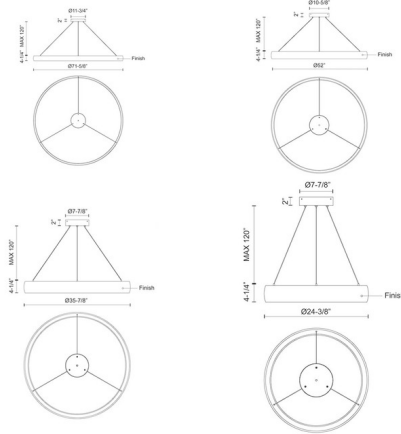 Ø11-3/4"
2"
MAX 120"
4-1/4"
Finish
Ø71-5/8"
Ø10-5/8"
2"
MAX 120"
4-1/4"
Finish
Ø52"
Ø7-7/8"
2"
MAX 120"
4-1/4"
Finish
Ø35-7/8"
Ø7-7/8"
2"
MAX 120"
4-1/4"
Finis
Ø24-3/8"